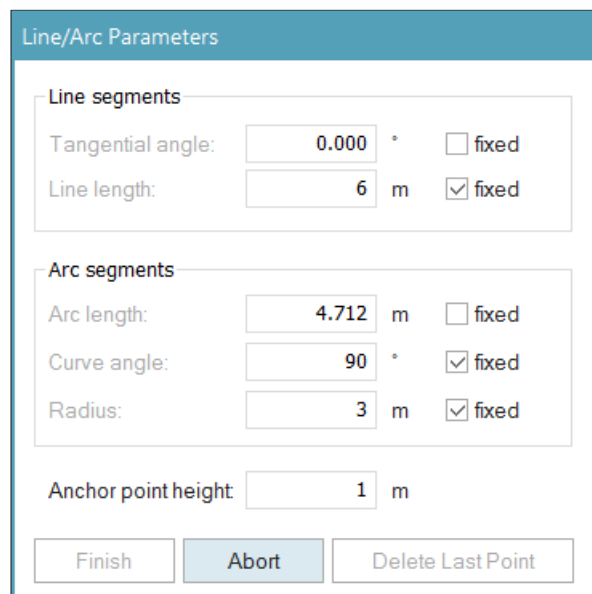 Line/Arc Parameters
Line segments
Tangential angle: 0.000 ° fixed
Line length: 6 m fixed
Arc segments
Arc length: 4.712 m fixed
Curve angle: 90 ° fixed
Radius: 3 m fixed
Anchor point height: 1 m
Finish Abort Delete Last Point